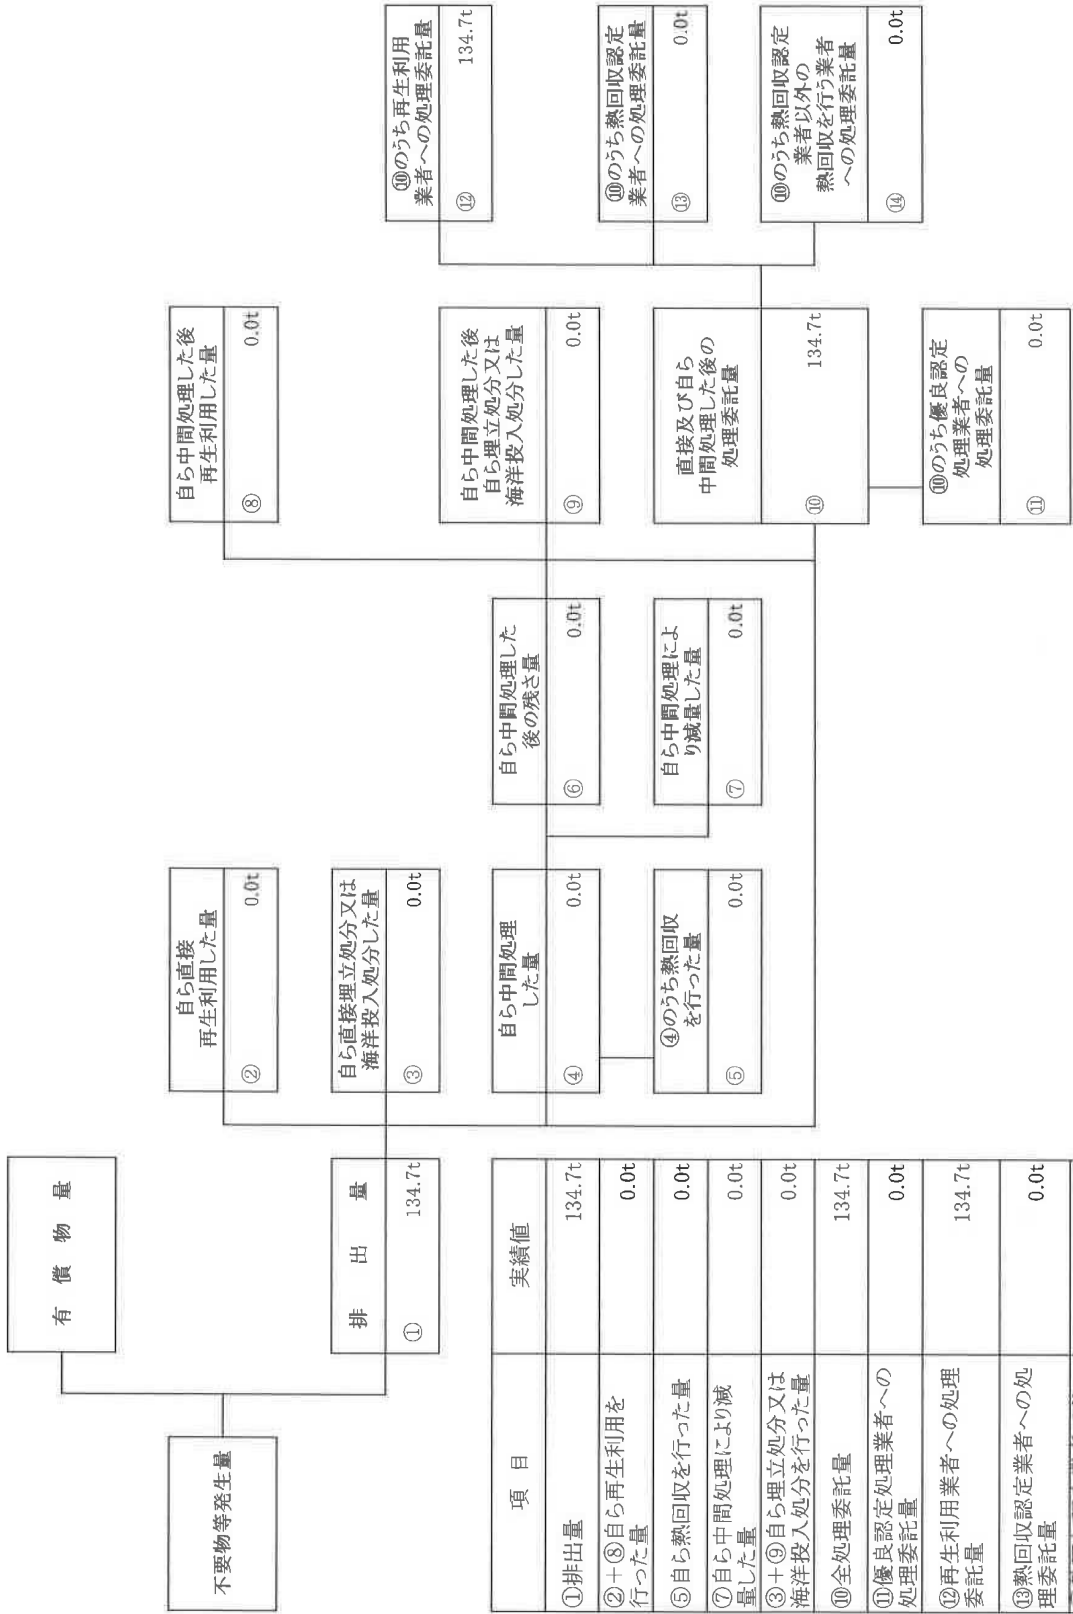 不要物等発生量
有償物量
排出量
① 134.7t
自ら直接
再生利用した量
② 0.0t
自ら直接埋立処分又は
海洋投入処分した量
③ 0.0t
自ら中間処理
した量
④ 0.0t
④のうち熱回収
を行った量
⑤ 0.0t
自ら中間処理した
後の残さ量
⑥ 0.0t
自ら中間処理によ
り減量した量
⑦ 0.0t
自ら中間処理した後
再生利用した量
⑧ 0.0t
自ら中間処理した後
自ら埋立処分又は
海洋投入処分した量
⑨ 0.0t
直接及び自ら
中間処理した後の
処理委託量
⑩ 134.7t
⑩のうち優良認定
処理業者への
処理委託量
⑪ 0.0t
⑩のうち再生利用
業者への処理委託量
⑫ 134.7t
⑩のうち熱回収認定
業者への処理委託量
⑬ 0.0t
⑩のうち熱回収認定
業者以外の
熱回収を行う業者
への処理委託量
⑭ 0.0t
項目 実績値
①排出量 134.7t
②+⑧自ら再生利用を
行った量 0.0t
⑤自ら熱回収を行った量 0.0t
⑦自ら中間処理により減
量した量 0.0t
③+⑨自ら埋立処分又は
海洋投入処分を行った量 0.0t
⑩全処理委託量 134.7t
⑪優良認定処理業者への
処理委託量 0.0t
⑫再生利用業者への処理
委託量 134.7t
⑬熱回収認定業者への処
理委託量 0.0t